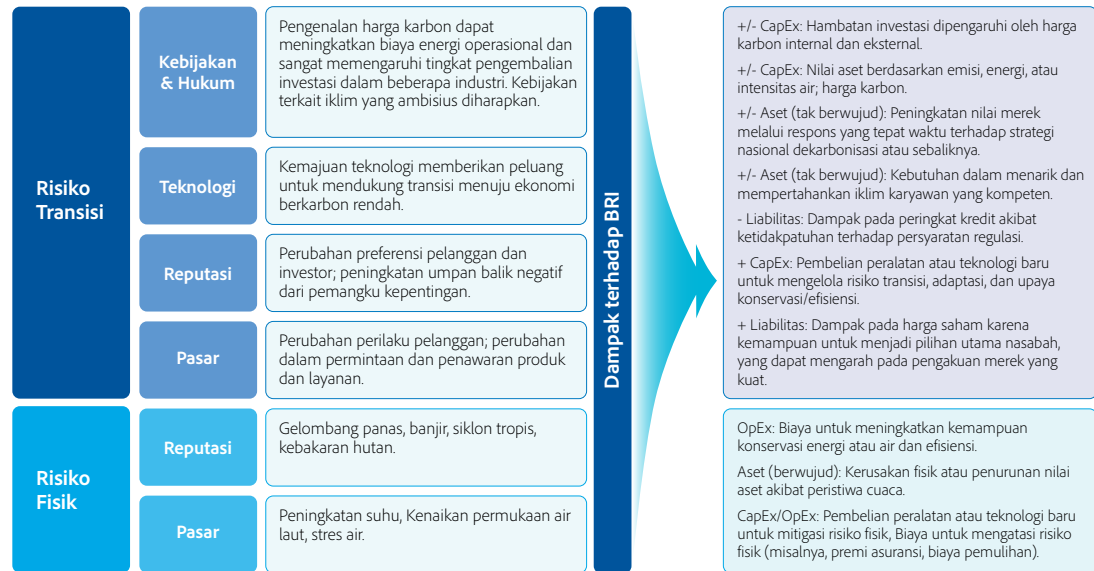 Risiko
Transisi
Kebijakan
& Hukum
Pengenalan harga karbon dapat
meningkatkan biaya energi operasional dan
sangat memengaruhi tingkat pengembalian
investasi dalam beberapa industri. Kebijakan
terkait iklim yang ambisius diharapkan.
Teknologi
Kemajuan teknologi memberikan peluang
untuk mendukung transisi menuju ekonomi
berkarbon rendah.
Reputasi
Perubahan preferensi pelanggan dan
investor; peningkatan umpan balik negatif
dari pemangku kepentingan.
Pasar
Perubahan perilaku pelanggan; perubahan
dalam permintaan dan penawaran produk
dan layanan.
Risiko
Fisik
Reputasi
Gelombang panas, banjir, siklon tropis,
kebakaran hutan.
Pasar
Peningkatan suhu, Kenaikan permukaan air
laut, stres air.
Dampak terhadap BRI
+/- CapEx: Hambatan investasi dipengaruhi oleh harga
karbon internal dan eksternal.
+/- CapEx: Nilai aset berdasarkan emisi, energi, atau
intensitas air; harga karbon.
+/- Aset (tak berwujud): Peningkatan nilai merek
melalui respons yang tepat waktu terhadap strategi
nasional dekarbonisasi atau sebaliknya.
+/- Aset (tak berwujud): Kebutuhan dalam menarik dan
mempertahankan iklim karyawan yang kompeten.
- Liabilitas: Dampak pada peringkat kredit akibat
ketidakpatuhan terhadap persyaratan regulasi.
+ CapEx: Pembelian peralatan atau teknologi baru
untuk mengelola risiko transisi, adaptasi, dan upaya
konservasi/efisiensi.
+ Liabilitas: Dampak pada harga saham karena
kemampuan untuk menjadi pilihan utama nasabah,
yang dapat mengarah pada pengakuan merek yang
kuat.
OpEx: Biaya untuk meningkatkan kemampuan
konservasi energi atau air dan efisiensi.
Aset (berwujud): Kerusakan fisik atau penurunan nilai
aset akibat peristiwa cuaca.
CapEx/OpEx: Pembelian peralatan atau teknologi baru
untuk mitigasi risiko fisik, Biaya untuk mengatasi risiko
fisik (misalnya, premi asuransi, biaya pemulihan).